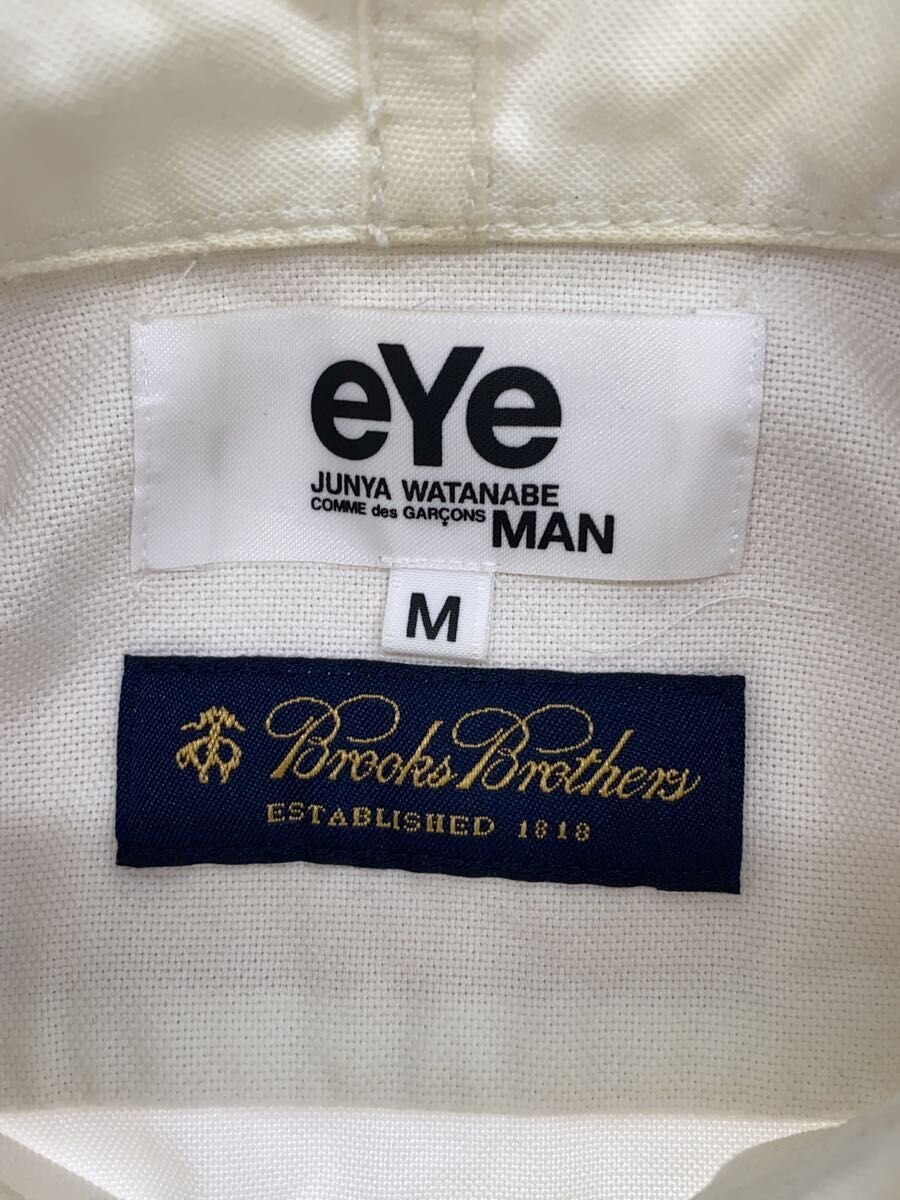 eYe
JUNYA WATANABE
COMME des GARÇONS MAN
M
Brooks Brothers
ESTABLISHED 1818